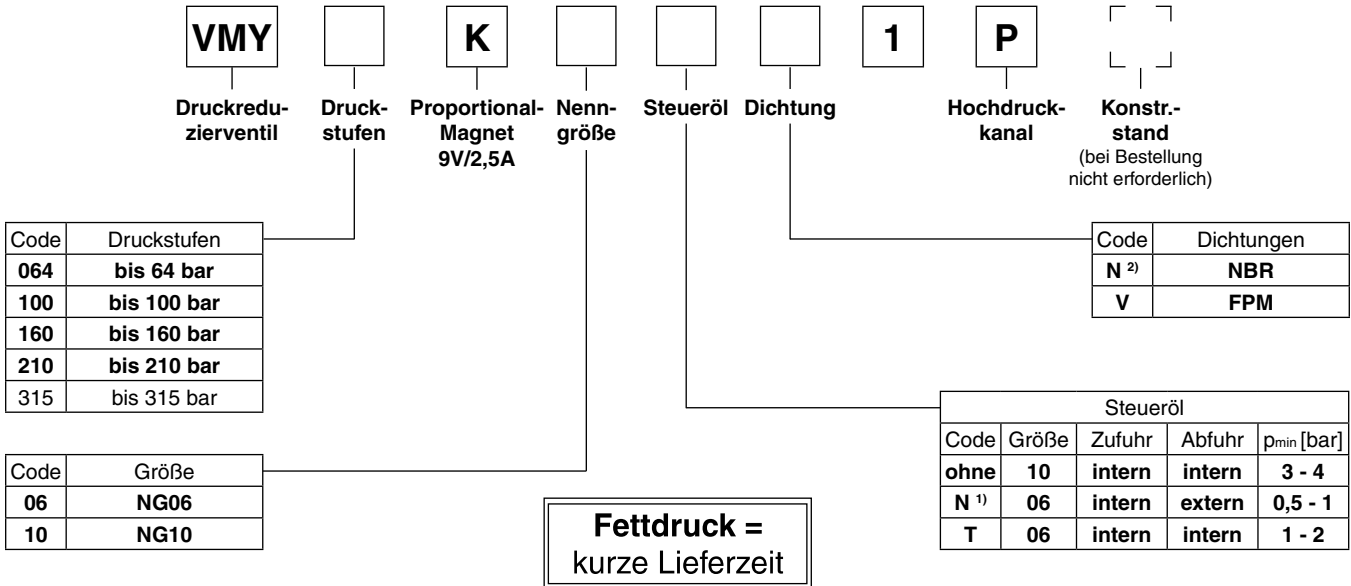 VMY K 1 P
Druckredu-
zierventil
Druck-
stufen
Proportional-
Magnet
9V/2,5A
Nenn-
größe
Steueröl
Dichtung
Hochdruck-
kanal
Konstr.-
stand
(bei Bestellung
nicht erforderlich)
Code Druckstufen
064 bis 64 bar
100 bis 100 bar
160 bis 160 bar
210 bis 210 bar
315 bis 315 bar
Code Dichtungen
N 2) NBR
V FPM
Code Größe
06 NG06
10 NG10
Steueröl
Code Größe Zufuhr Abfuhr pmin [bar]
ohne 10 intern intern 3 - 4
N 1) 06 intern extern 0,5 - 1
T 06 intern intern 1 - 2
Fettdruck =
kurze Lieferzeit